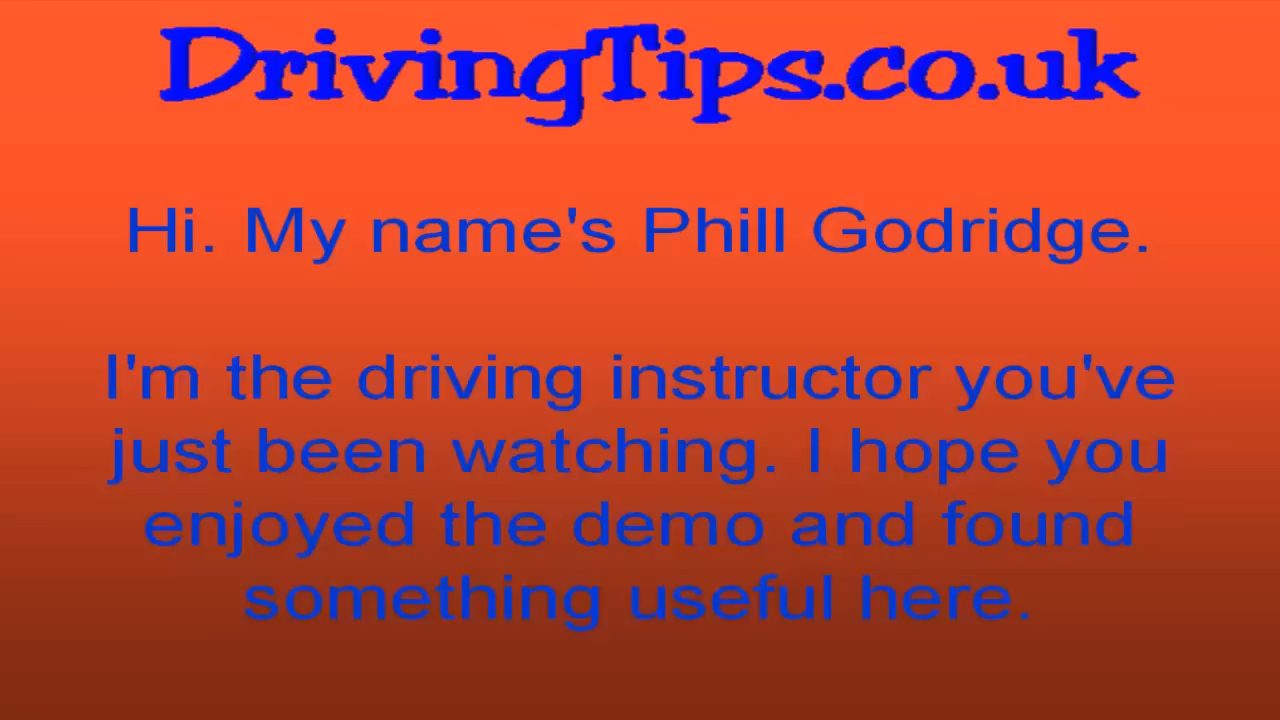 DrivingTips.co.uk
Hi. My name's Phill Godridge.
I'm the driving instructor you've
just been watching. I hope you
enjoyed the demo and found
something useful here.